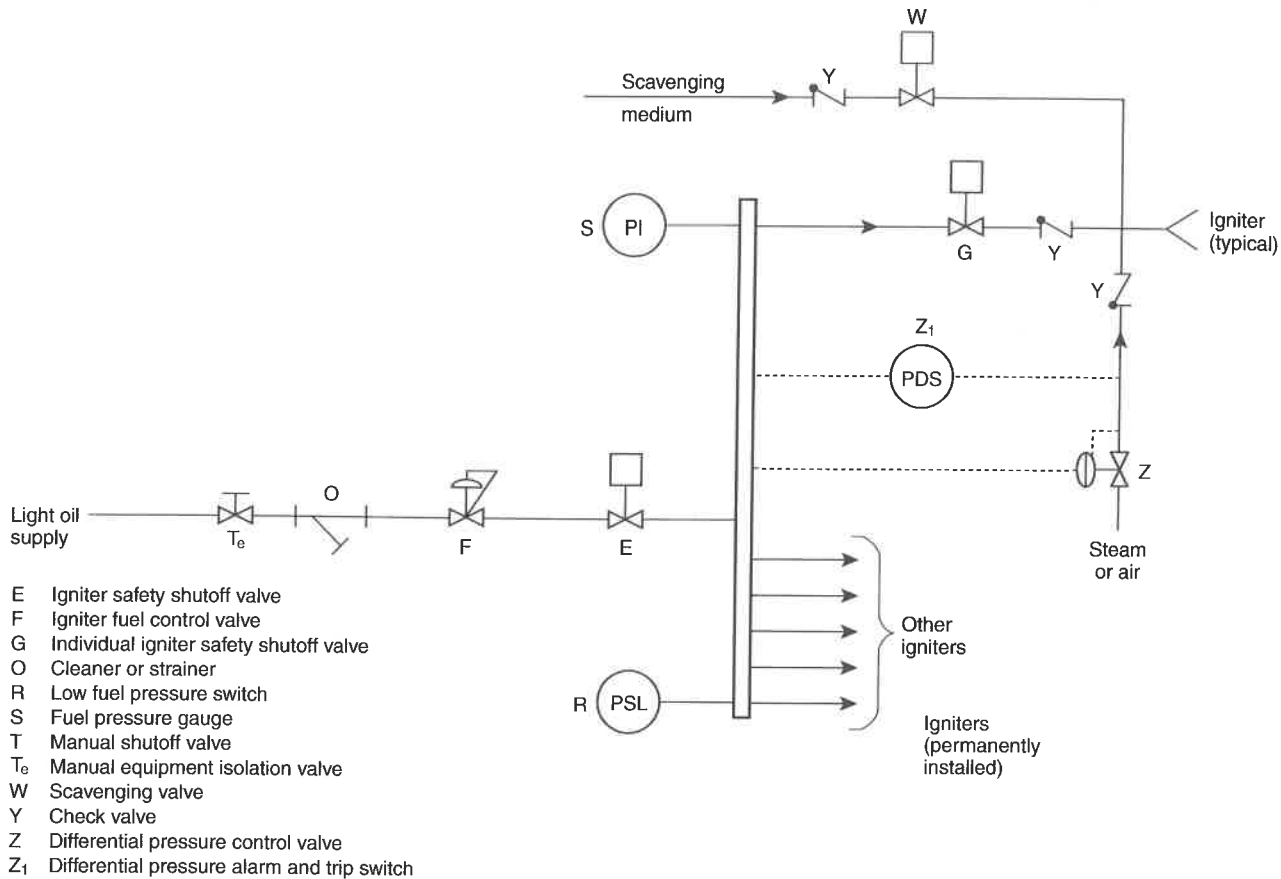 W
Scavenging
medium
Y
S
PI
G
Y
Igniter
(typical)
Y
Z₁
PDS
Z
Steam
or air
Light oil
supply
Tₑ
O
F
E
Other
igniters
R
PSL
Igniters
(permanently
installed)
E Igniter safety shutoff valve
F Igniter fuel control valve
G Individual igniter safety shutoff valve
O Cleaner or strainer
R Low fuel pressure switch
S Fuel pressure gauge
T Manual shutoff valve
Tₑ Manual equipment isolation valve
W Scavenging valve
Y Check valve
Z Differential pressure control valve
Z₁ Differential pressure alarm and trip switch